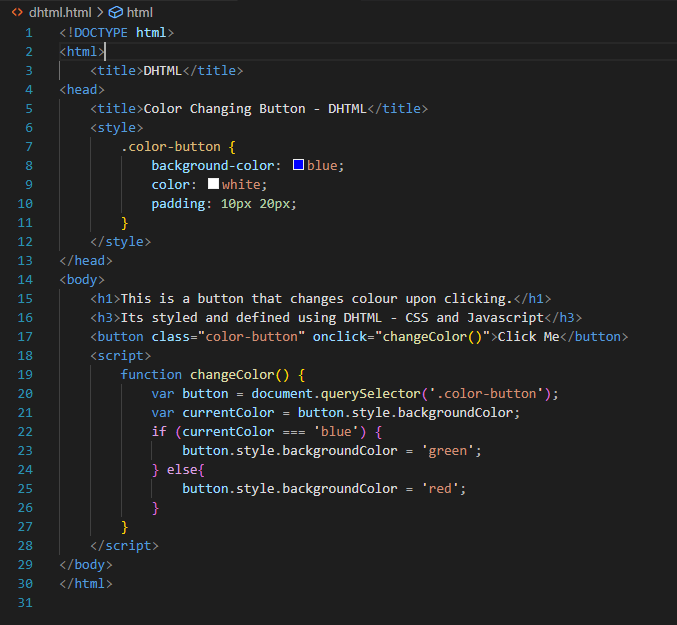 dhtml.html > html
1 <!DOCTYPE html>
2 <html>
3     <title>DHTML</title>
4 <head>
5     <title>Color Changing Button - DHTML</title>
6     <style>
7         .color-button {
8             background-color: blue;
9             color: white;
10             padding: 10px 20px;
11         }
12     </style>
13 </head>
14 <body>
15     <h1>This is a button that changes colour upon clicking.</h1>
16     <h3>Its styled and defined using DHTML - CSS and Javascript</h3>
17     <button class="color-button" onclick="changeColor()">Click Me</button>
18     <script>
19         function changeColor() {
20             var button = document.querySelector('.color-button');
21             var currentColor = button.style.backgroundColor;
22             if (currentColor === 'blue') {
23                 button.style.backgroundColor = 'green';
24             } else{
25                 button.style.backgroundColor = 'red';
26             }
27         }
28     </script>
29 </body>
30 </html>
31